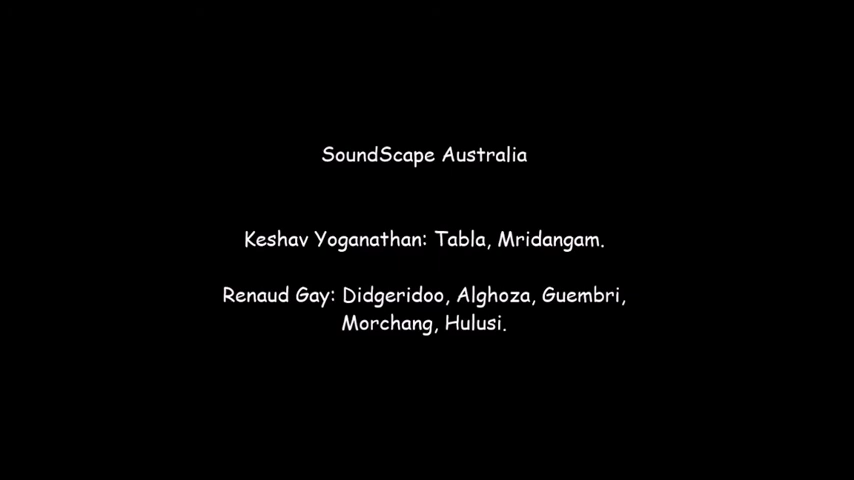 SoundScape Australia
Keshav Yoganathan: Tabla, Mridangam.
Renaud Gay: Didgeridoo, Alghoza, Guembri,
Morchang, Hulusi.